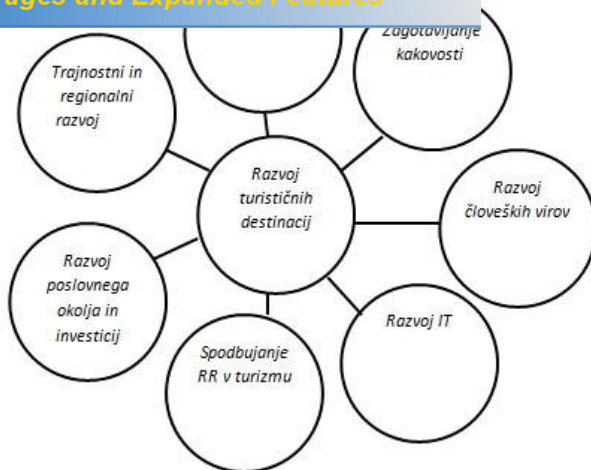 ages and Expanded Features
Zagotavljanje
kakovosti
Trajnostni in
regionalni
razvoj
Razvoj
turističnih
destinacij
Razvoj
človeških virov
Razvoj
poslovnega
okolja in
investicij
Razvoj IT
Spodbujanje
RR v turizmu